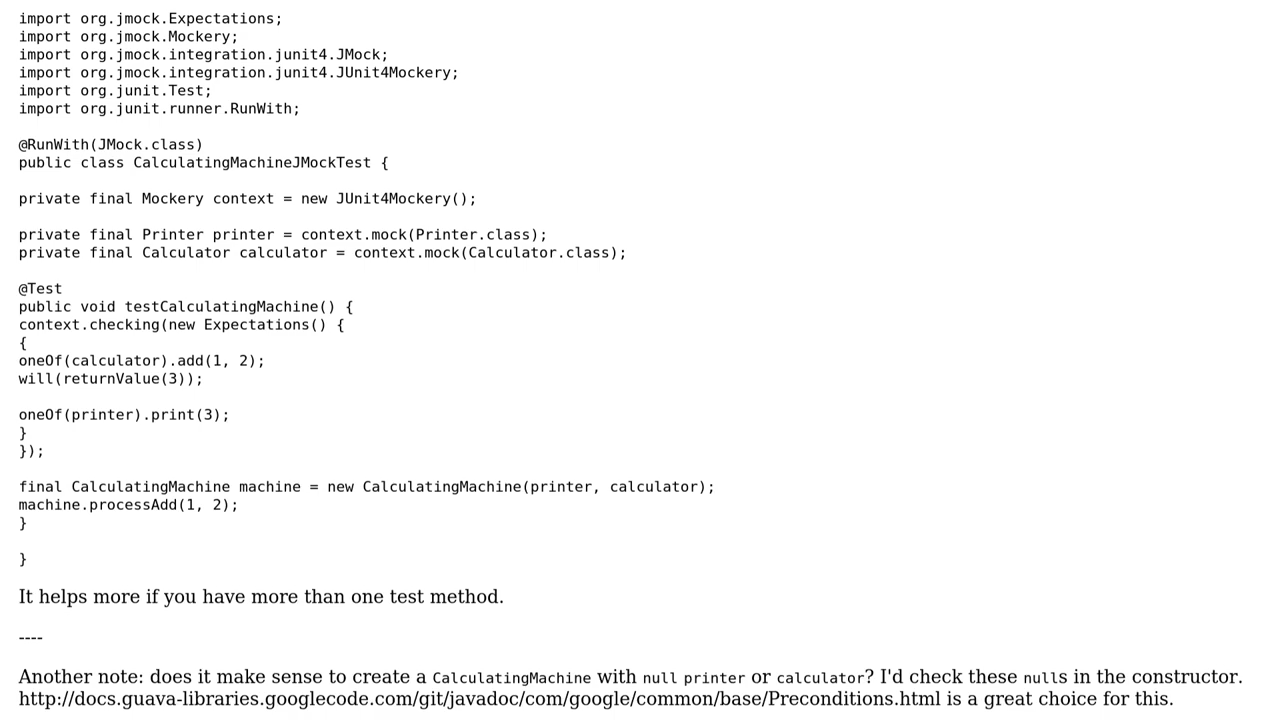 import org.jmock.Expectations;
import org.jmock.Mockery;
import org.jmock.integration.junit4.JMock;
import org.jmock.integration.junit4.JUnit4Mockery;
import org.junit.Test;
import org.junit.runner.RunWith;

@RunWith(JMock.class)
public class CalculatingMachineJMockTest {

private final Mockery context = new JUnit4Mockery();

private final Printer printer = context.mock(Printer.class);
private final Calculator calculator = context.mock(Calculator.class);

@Test
public void testCalculatingMachine() {
context.checking(new Expectations() {
{
oneOf(calculator).add(1, 2);
will(returnValue(3));

oneOf(printer).print(3);
}
});

final CalculatingMachine machine = new CalculatingMachine(printer, calculator);
machine.processAdd(1, 2);
}

}

It helps more if you have more than one test method.

----

Another note: does it make sense to create a CalculatingMachine with null printer or calculator? I'd check these nulls in the constructor.
http://docs.guava-libraries.googlecode.com/git/javadoc/com/google/common/base/Preconditions.html is a great choice for this.